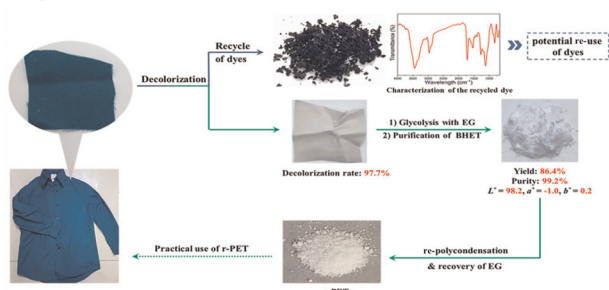 Recycle
of dyes
Decolorization
Transmittance (%)
Wavelength (cm⁻¹)
Characterization of the recycled dye
potential re-use
of dyes
1) Glycolysis with EG
2) Purification of BHET
Decolorization rate: 97.7%
Yield: 86.4%
Purity: 99.2%
L* = 98.2, a* = -1.0, b* = 0.2
Practical use of r-PET
re-polycondensation
& recovery of EG